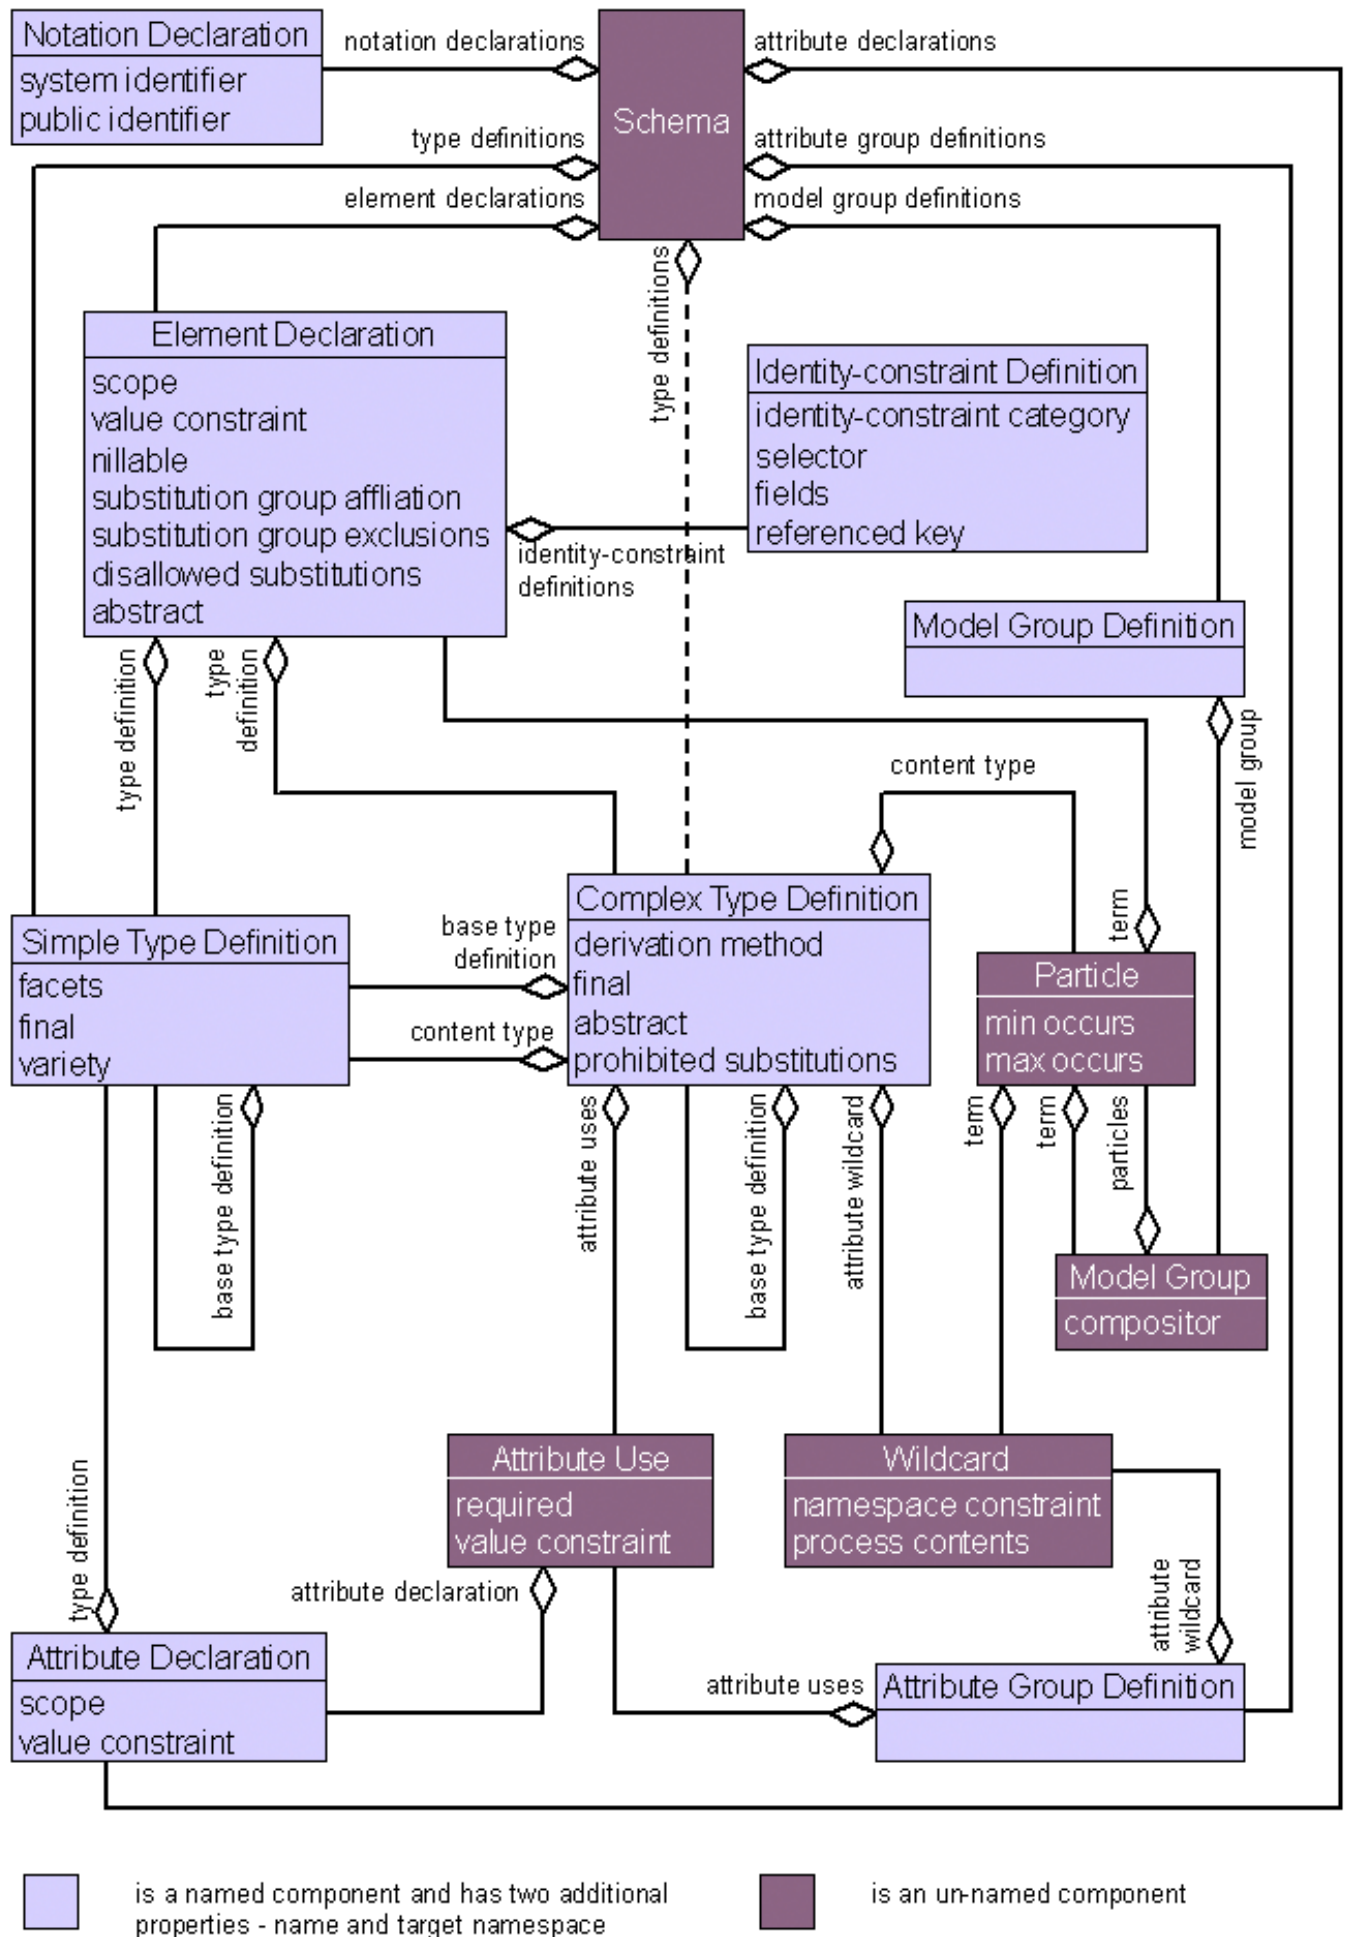 Notation Declaration
system identifier
public identifier
notation declarations
Schema
attribute declarations
type definitions
attribute group definitions
element declarations
model group definitions
type definitions
Element Declaration
scope
value constraint
nillable
substitution group affliation
substitution group exclusions
disallowed substitutions
abstract
Identity-constraint Definition
identity-constraint category
selector
fields
referenced key
identity-constraint
definitions
Model Group Definition
type definition
type
definition
model group
content type
Simple Type Definition
facets
final
variety
base type
definition
content type
Complex Type Definition
derivation method
final
abstract
prohibited substitutions
term
Particle
min occurs
max occurs
base type definition
attribute uses
base type definition
attribute wildcard
term
term
particles
Model Group
compositor
type definition
Attribute Use
required
value constraint
Wildcard
namespace constraint
process contents
attribute declaration
attribute
wildcard
Attribute Declaration
scope
value constraint
attribute uses
Attribute Group Definition
is a named component and has two additional
properties - name and target namespace
is an un-named component